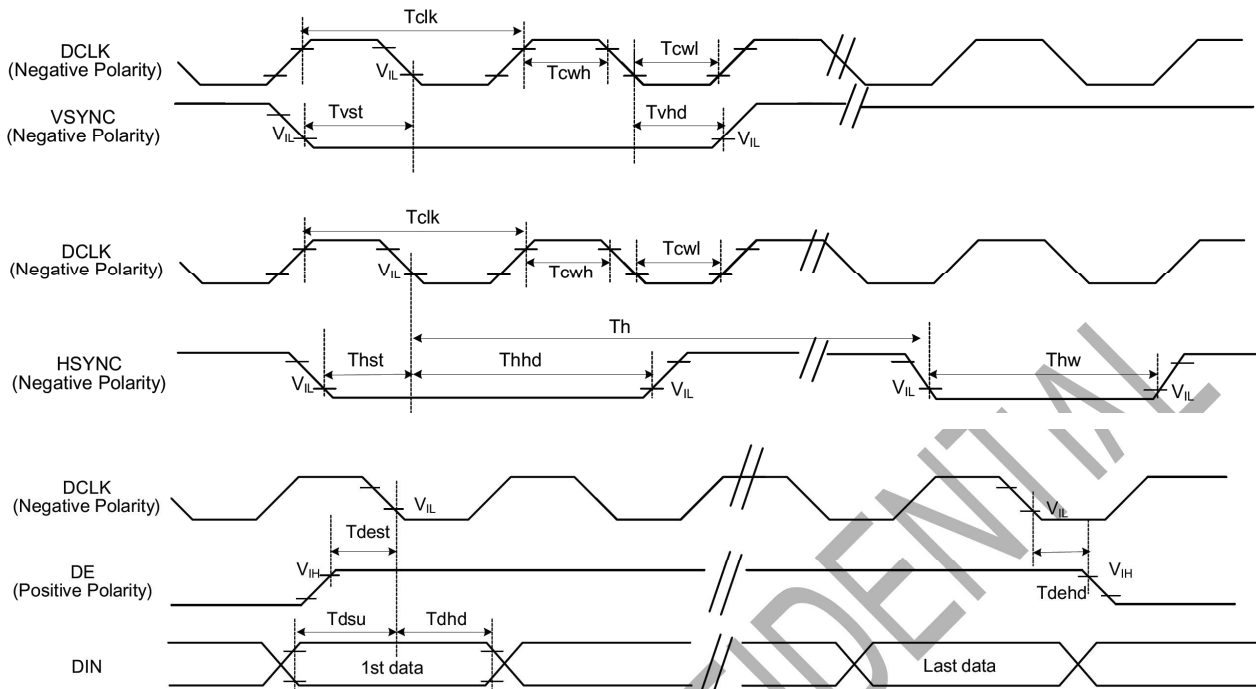 Tclk
DCLK
(Negative Polarity)
VIL
Tcwh
Tcwl
VSYNC
(Negative Polarity)
VIL
Tvst
Tvhd
VIL
Tclk
DCLK
(Negative Polarity)
VIL
Tcwh
Tcwl
Th
HSYNC
(Negative Polarity)
VIL
Thst
Thhd
VIL
VIL
Thw
VIL
DCLK
(Negative Polarity)
VIL
VIL
Tdest
DE
(Positive Polarity)
VIH
Tdehd
VIH
Tdsu
Tdhd
DIN
1st data
Last data